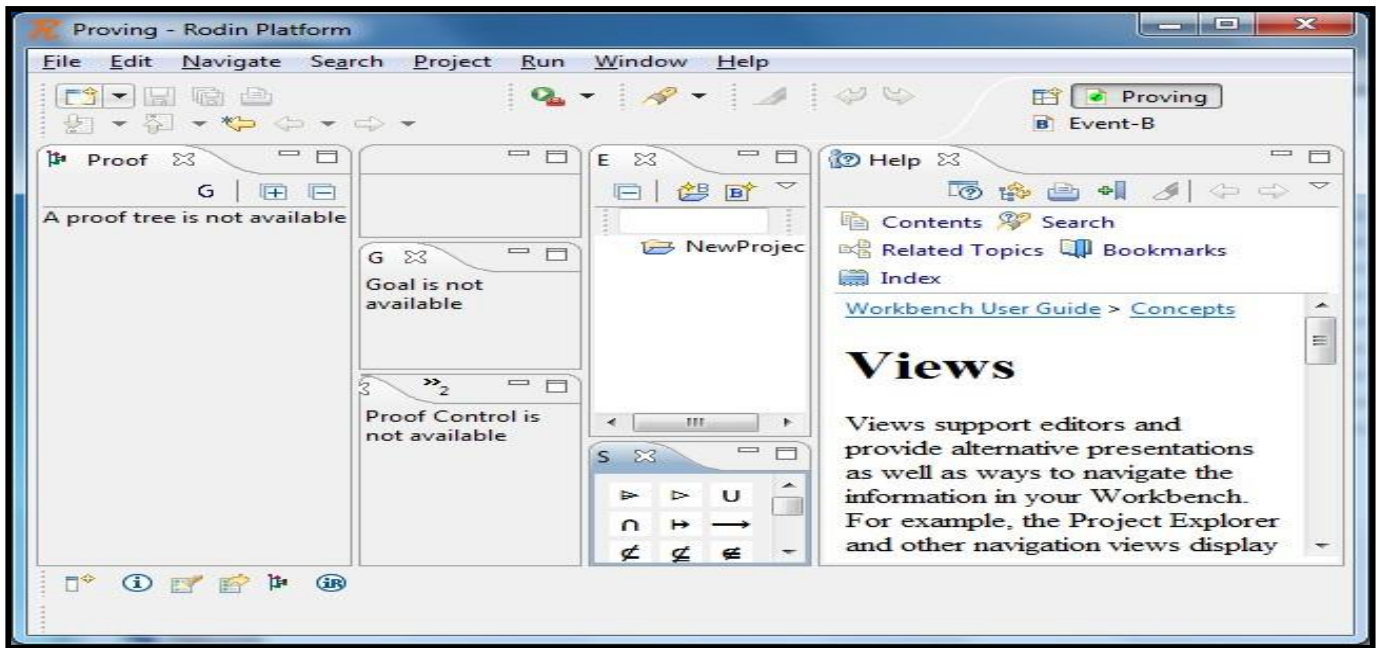 Proving - Rodin Platform
File Edit Navigate Search Project Run Window Help
Proving
Event-B
Proof
G
A proof tree is not available
G
Goal is not
available
»2
Proof Control is
not available
E
NewProjec
S
⩥ ▷ ∪
∩ ↦ ⟶
⊄ ⊄ ∉
Help
Contents Search
Related Topics Bookmarks
Index
Workbench User Guide > Concepts
Views
Views support editors and
provide alternative presentations
as well as ways to navigate the
information in your Workbench.
For example, the Project Explorer
and other navigation views display